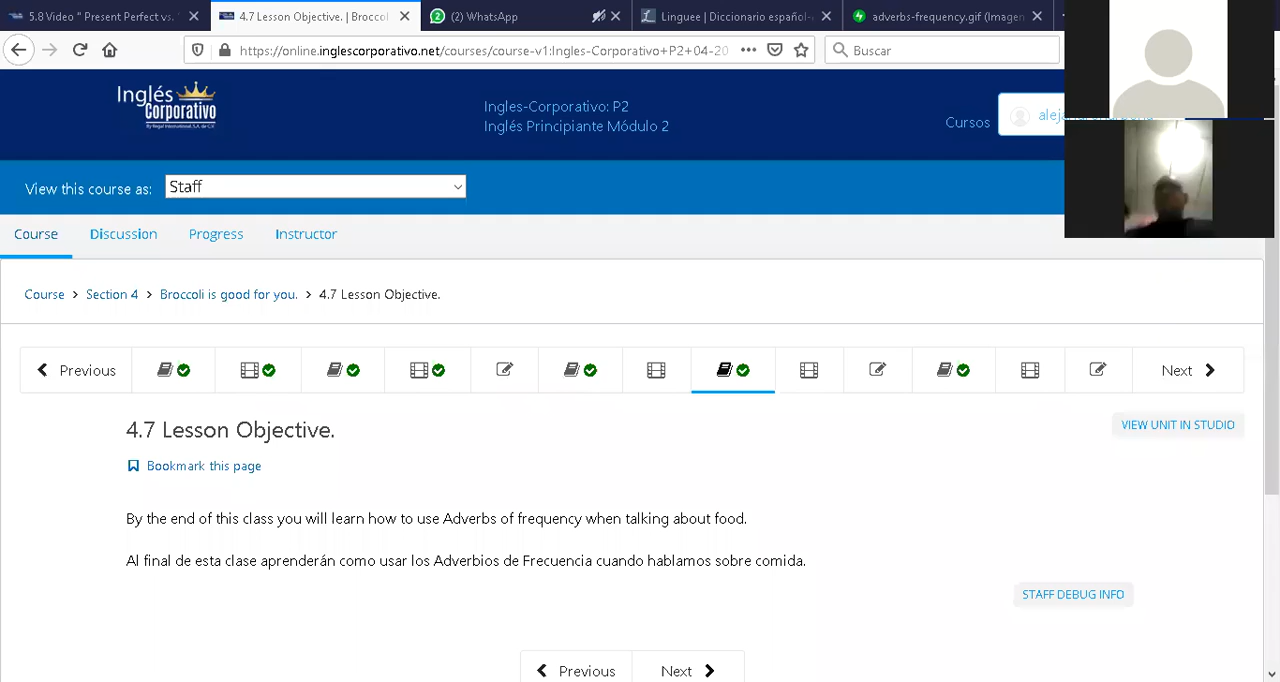 5.8 Video " Present Perfect vs.
4.7 Lesson Objective. | Brocco
(2) WhatsApp
Linguee | Diccionario español-
adverbs-frequency.gif (Imagen
https://online.inglescorporativo.net/courses/course-v1:Ingles-Corporativo+P2+04-20
Buscar
Inglés
Corporativo
By Regal International, S.A. de C.V.
Ingles-Corporativo: P2
Inglés Principiante Módulo 2
Cursos
View this course as:
Staff
Course
Discussion
Progress
Instructor
Course > Section 4 > Broccoli is good for you. > 4.7 Lesson Objective.
Previous
Next
4.7 Lesson Objective.
VIEW UNIT IN STUDIO
Bookmark this page
By the end of this class you will learn how to use Adverbs of frequency when talking about food.
Al final de esta clase aprenderán como usar los Adverbios de Frecuencia cuando hablamos sobre comida.
STAFF DEBUG INFO
Previous
Next